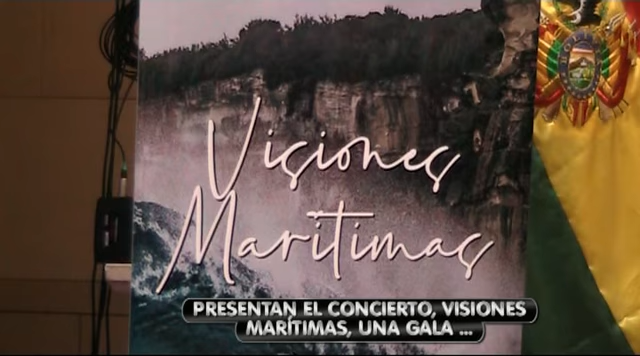 Visiones
Marítimas
PRESENTAN EL CONCIERTO, VISIONES
MARÍTIMAS, UNA GALA ...